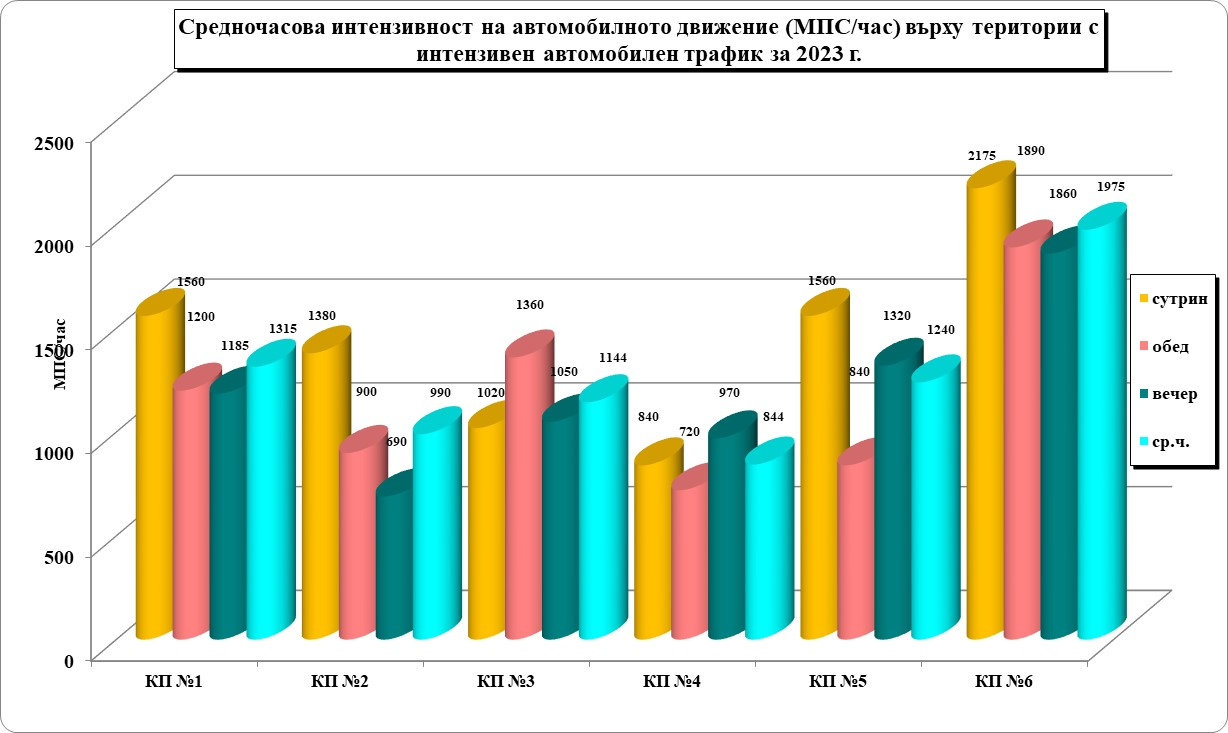 Средночасова интензивност на автомобилното движение (МПС/час) върху територии с
интензивен автомобилен трафик за 2023 г.
МПС/час
2500
2000
1500
1000
500
0
1560
1200
1185
1315
1380
900
690
990
1020
1360
1050
1144
840
720
970
844
1560
840
1320
1240
2175
1890
1860
1975
КП №1
КП №2
КП №3
КП №4
КП №5
КП №6
сутрин
обед
вечер
ср.ч.